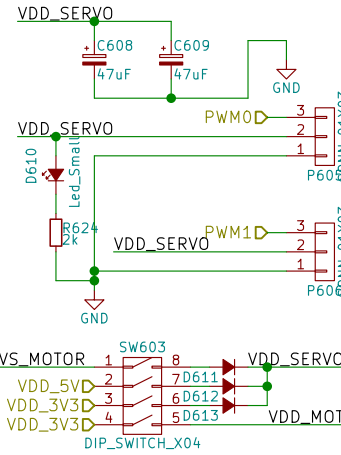 VDD_SERVO
C608
C609
47uF
47uF
GND
PWM0
3
VDD_SERVO
2
1
D610
Led_Small
P605
R624
2k
PWM1
3
VDD_SERVO
2
1
P606
GND
SW603
VS_MOTOR
1
8
VDD_SERVO
VDD_5V
2
7
D611
VDD_3V3
3
6
D612
VDD_3V3
4
5
D613
VDD_MOT
DIP_SWITCH_X04